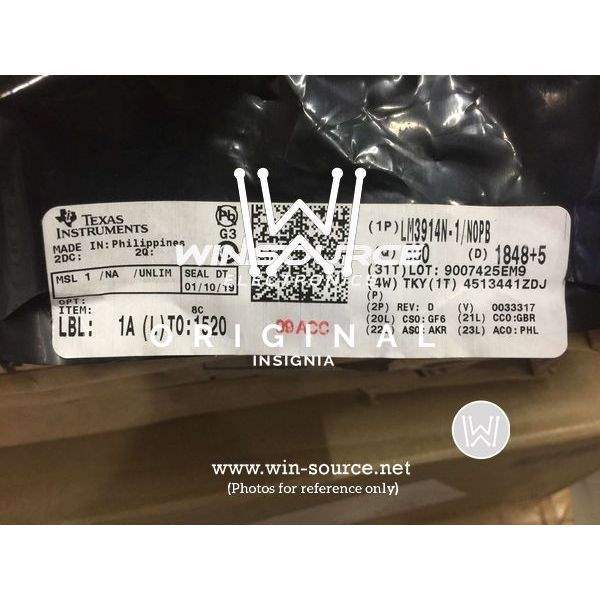 TEXAS
INSTRUMENTS
MADE IN: Philippines
2DC: 2Q:
MSL 1 /NA /UNLIM
SEAL DT
01/10/19
OPT:
ITEM: 8C
LBL: 1A (L)TO:1520
Pb
G3
(1P) LM3914N-1/NOPB
(D) 1848+5
(31T)LOT: 9007425EM9
(4W) TKY(1T) 4513441ZDJ
(P)
(2P) REV: D (V) 0033317
(20L) CSO:GF6 (21L) CCO:GBR
(22L) ASO:AKR (23L) ACO:PHL
WINSOURCE
ELECTRONICS
ORIGINAL
INSIGNIA
www.win-source.net
(Photos for reference only)